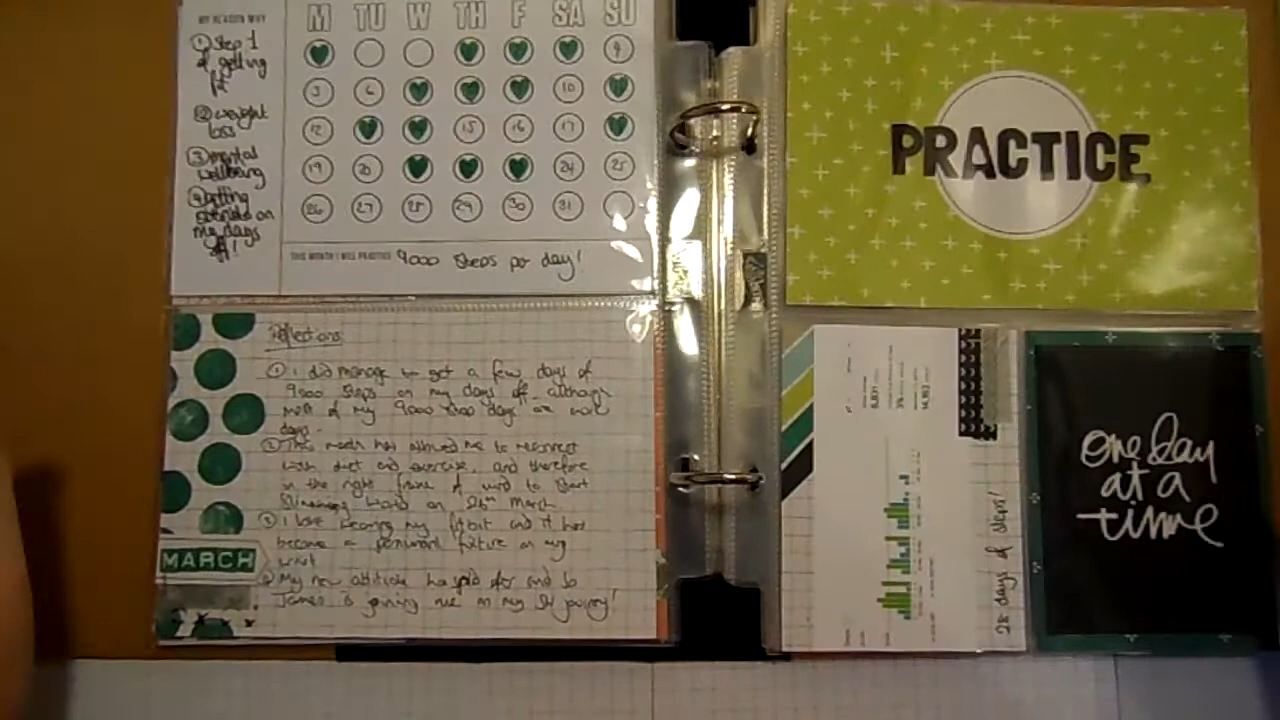 MY REASON WHY
M TU W TH F SA SU
① Step 1
of getting
fit
② weight
loss
③ mental
wellbeing
④ getting
on
my days
off!
4
5 6 10
12 15 16 17
19 20 24 25
26 27 28 29 30 31
THIS MONTH I WILL PRACTICE 9000 steps per day!
Reflections
① I did manage to get a few days of
9000 steps on my days off, although
most of my 9000 days are work
days.
② This month has allowed me to reconnect
with diet and exercise, and therefore
in the right frame of mind to start
Slimming World on 26th March
③ I love wearing my fitbit and it has
become a permanent fixture on my
wrist
④ My new attitude has and so
James is joining me in my journey!
MARCH
PRACTICE
28 days of steps!
one day
at a
time